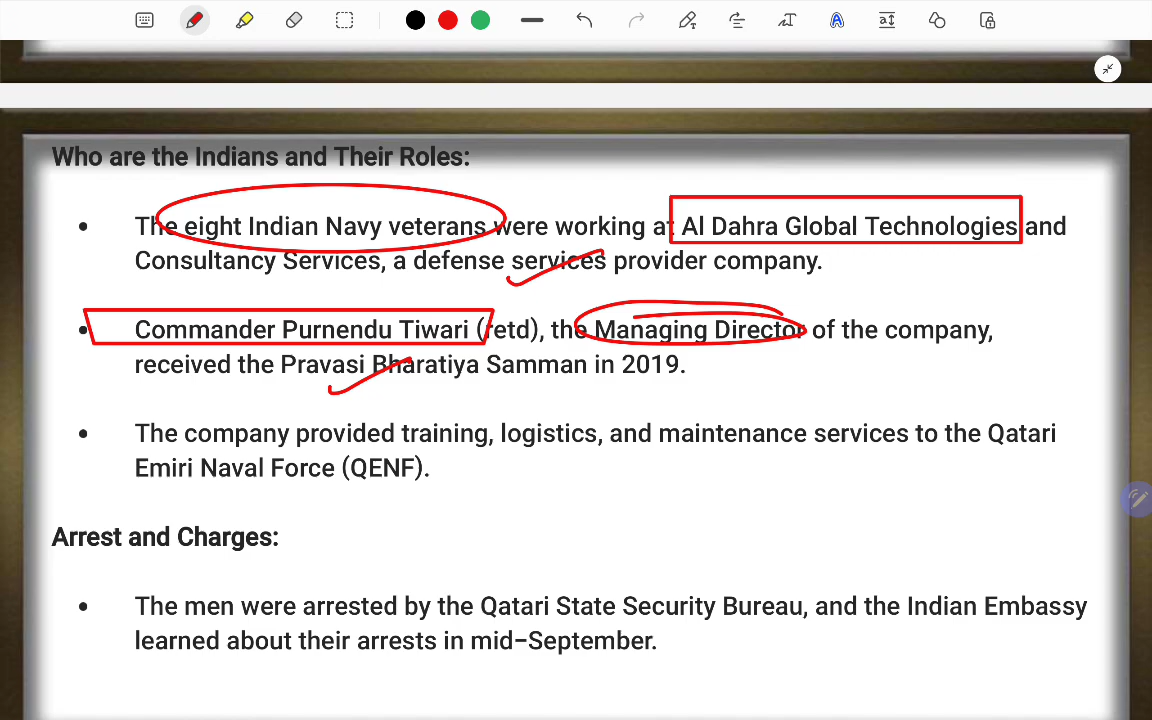 Who are the Indians and Their Roles:
• The eight Indian Navy veterans were working at Al Dahra Global Technologies and
Consultancy Services, a defense services provider company.
• Commander Purnendu Tiwari (retd), the Managing Director of the company,
received the Pravasi Bharatiya Samman in 2019.
• The company provided training, logistics, and maintenance services to the Qatari
Emiri Naval Force (QENF).
Arrest and Charges:
• The men were arrested by the Qatari State Security Bureau, and the Indian Embassy
learned about their arrests in mid-September.